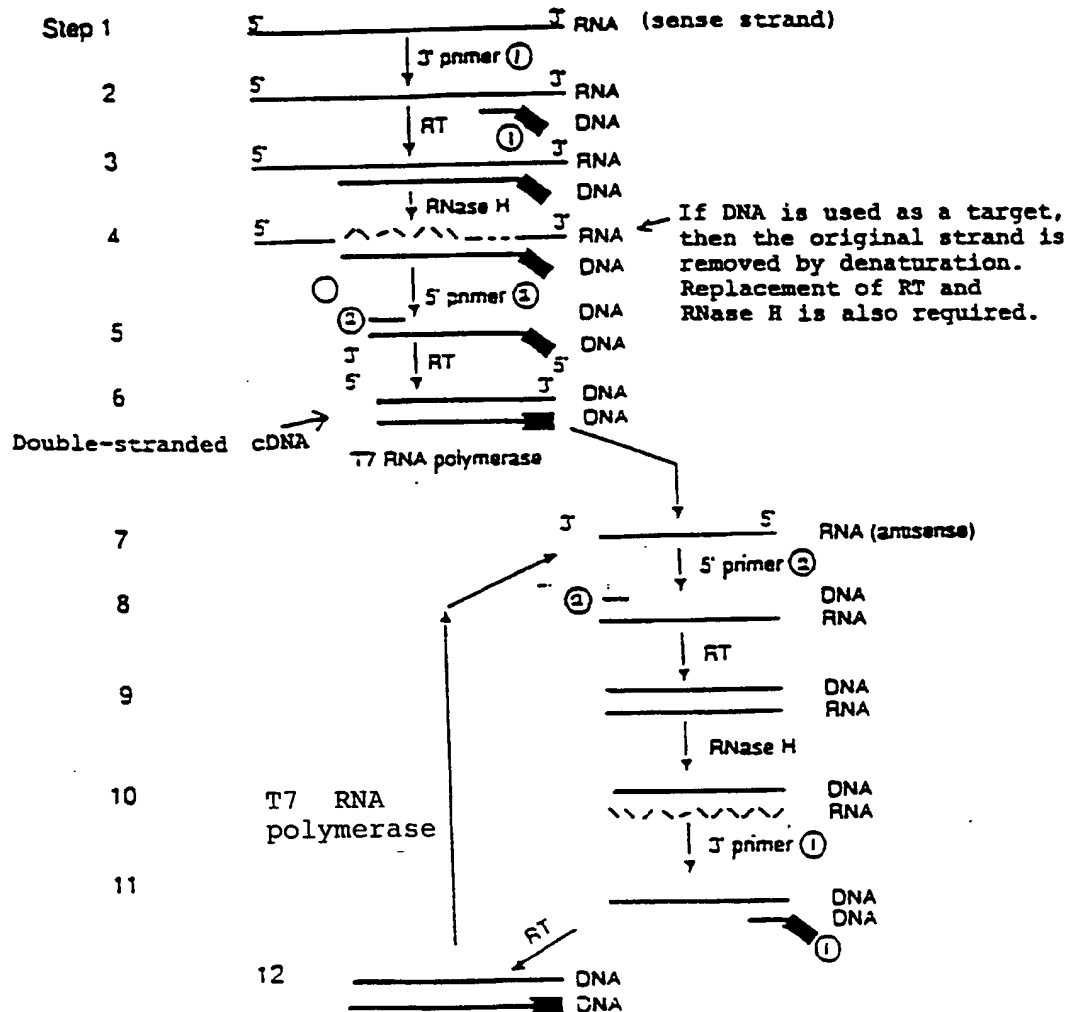 Step 1
5' 3' RNA (sense strand)
3' primer ①
2
5' 3' RNA
DNA
RT ①
3
5' 3' RNA
DNA
RNase H
4
5' 3' RNA
DNA
If DNA is used as a target,
then the original strand is
removed by denaturation.
Replacement of RT and
RNase H is also required.
5' primer ②
DNA
5
② DNA
3' 5'
RT
5' 3' DNA
6
DNA
Double-stranded cDNA
T7 RNA polymerase
7
3' 5' RNA (antisense)
5' primer ②
8
② DNA
RNA
RT
9
DNA
RNA
RNase H
10
DNA
RNA
T7 RNA
polymerase
3' primer ①
11
DNA
DNA
①
RT
12
DNA
DNA